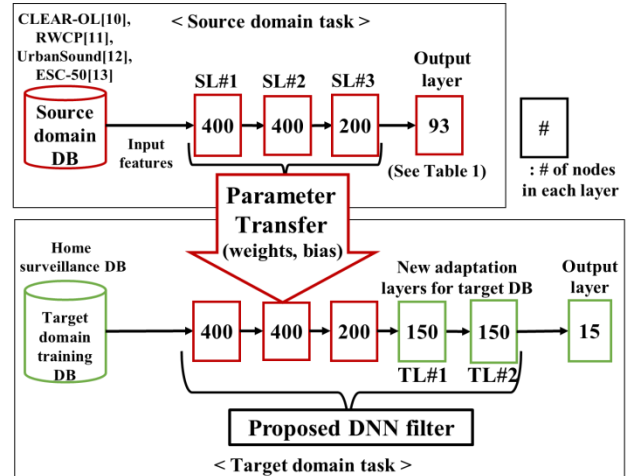 CLEAR-OL[10],
RWCP[11],
UrbanSound[12],
ESC-50[13]
< Source domain task >
Source
domain
DB
Input
features
SL#1
SL#2
SL#3
Output
layer
400
400
200
93
(See Table 1)
#
: # of nodes
in each layer
Parameter
Transfer
(weights, bias)
Home
surveillance DB
Target
domain
training
DB
New adaptation
layers for target DB
Output
layer
400
400
200
150
150
15
TL#1
TL#2
Proposed DNN filter
< Target domain task >